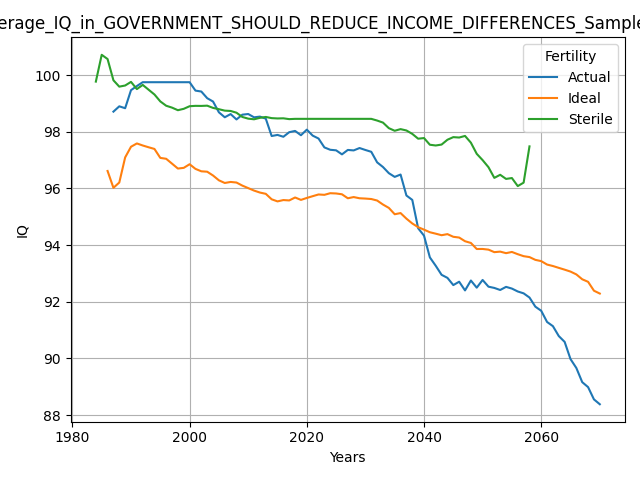 erage_IQ_in_GOVERNMENT_SHOULD_REDUCE_INCOME_DIFFERENCES_Sample
Fertility
Actual
Ideal
Sterile
100
98
96
94
92
90
88
IQ
1980
2000
2020
2040
2060
Years